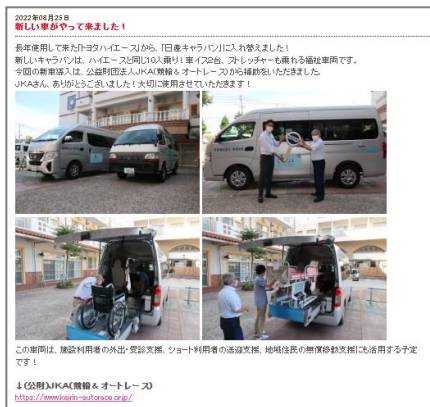 2022年08月25日
新しい車がやって来ました！
長年使用して来た「トヨタハイエース」から、「日産キャラバン」に入れ替えました！
新しいキャラバンは、ハイエースと同じ10人乗り！車イス2台、ストレッチャーも乗れる福祉車両です。
今回の新車導入は、公益財団法人JKA(競輪＆オートレース)から補助をいただきました。
JKAさん、ありがとうございました！大切に使用させていただきます！
この車両は、施設利用者の外出・受診支援、ショート利用者の送迎支援、地域住民の無償移動支援にも活用する予定
です！
↓(公財)JKA(競輪＆オートレース)
https://www.keirin-autorace.or.jp/